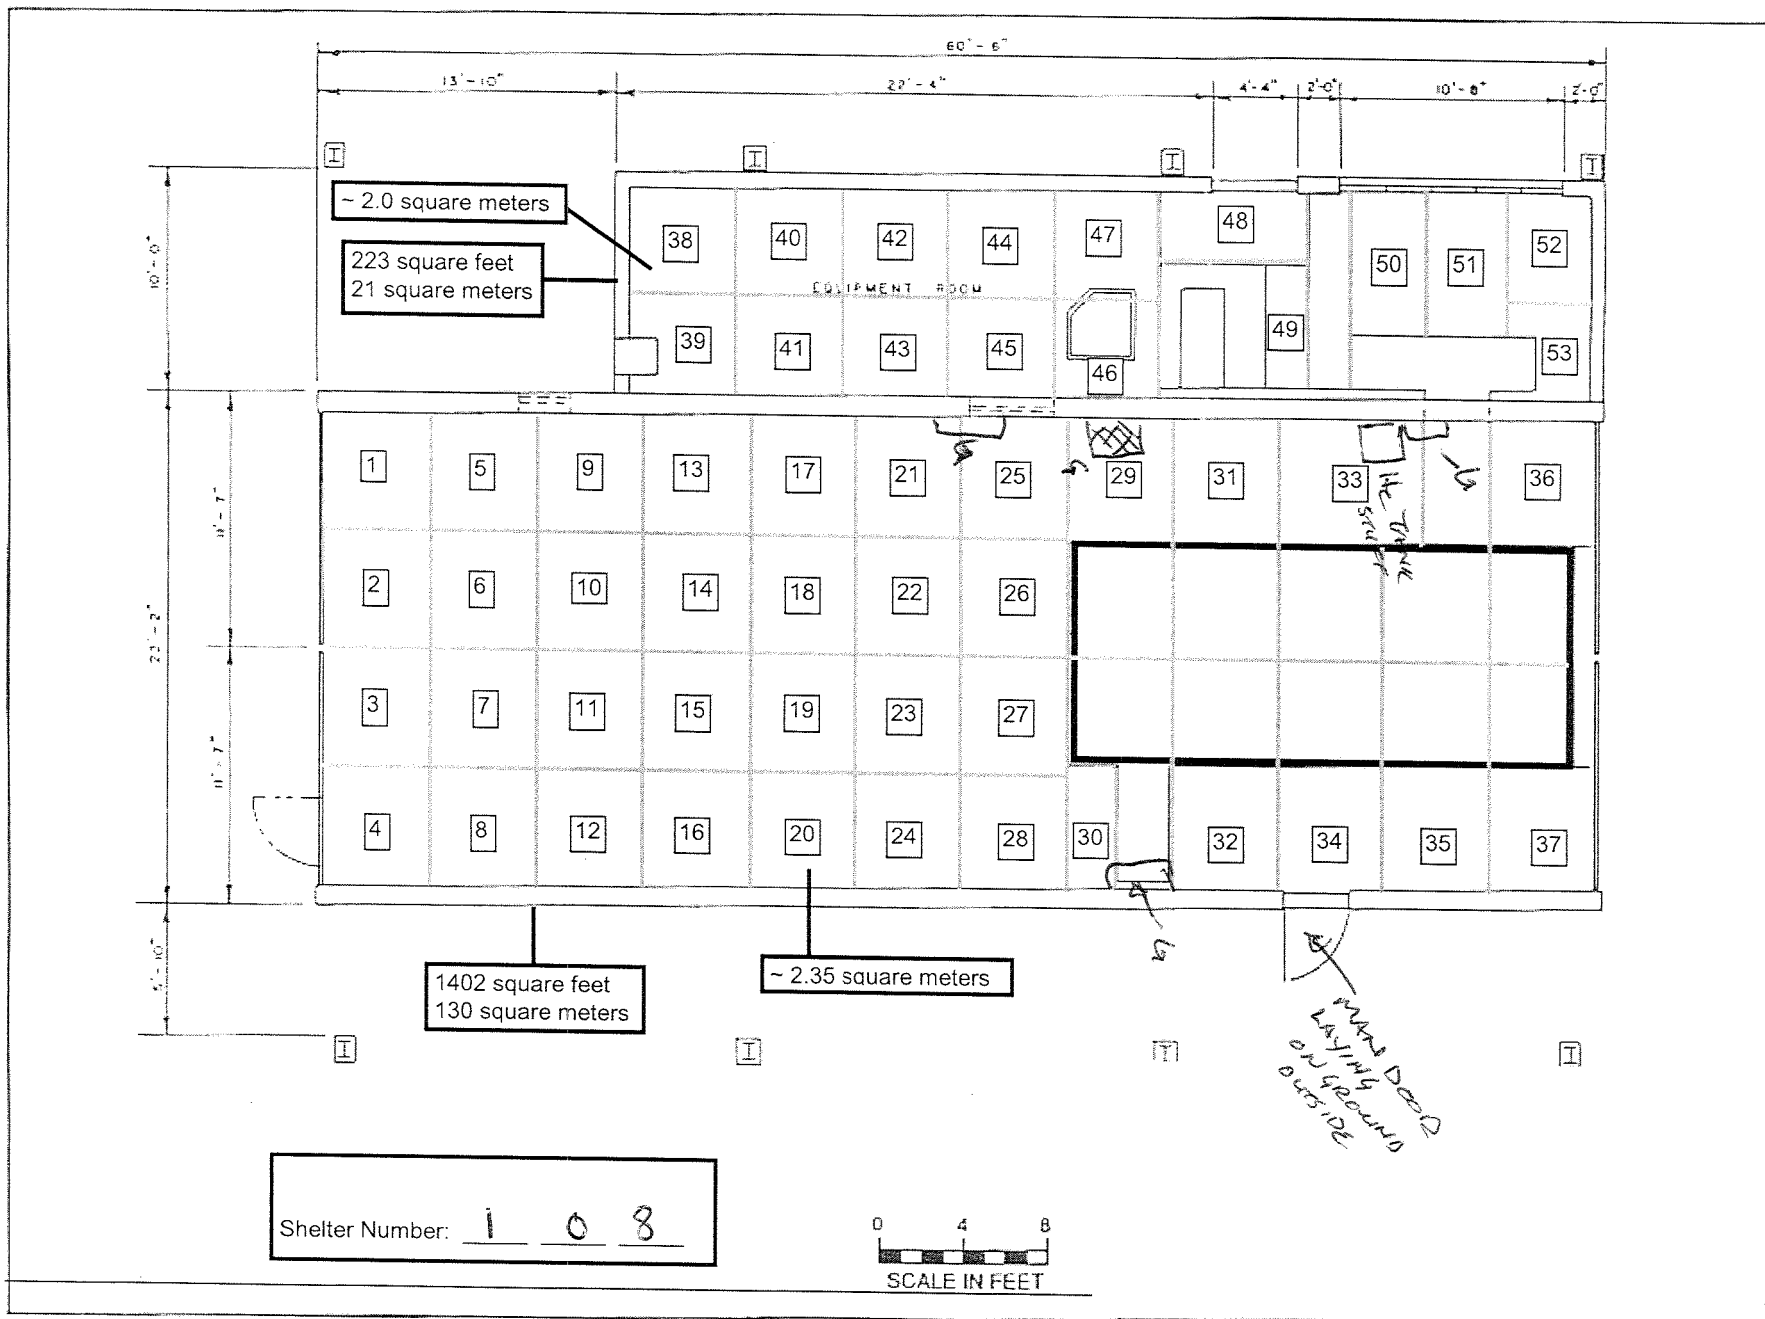 60'-6"
13'-10" 22'-4" 4'-4" 2'-0" 10'-8" 2'-0"
I I I I
~ 2.0 square meters
223 square feet
21 square meters
10'-0"
38 40 42 44 47 48 50 51 52
EQUIPMENT ROOM
39 41 43 45 46 49 53
1 5 9 13 17 21 25 29 31 33 36
HE TANK
11'-7"
2 6 10 14 18 22 26
23'-2"
3 7 11 15 19 23 27
11'-7"
4 8 12 16 20 24 28 30 32 34 35 37
1402 square feet
130 square meters
~ 2.35 square meters
I I I I
MAN DOOR
LAYING
ON GROUND
OUTSIDE
Shelter Number: 1 0 8
0 4 8
SCALE IN FEET